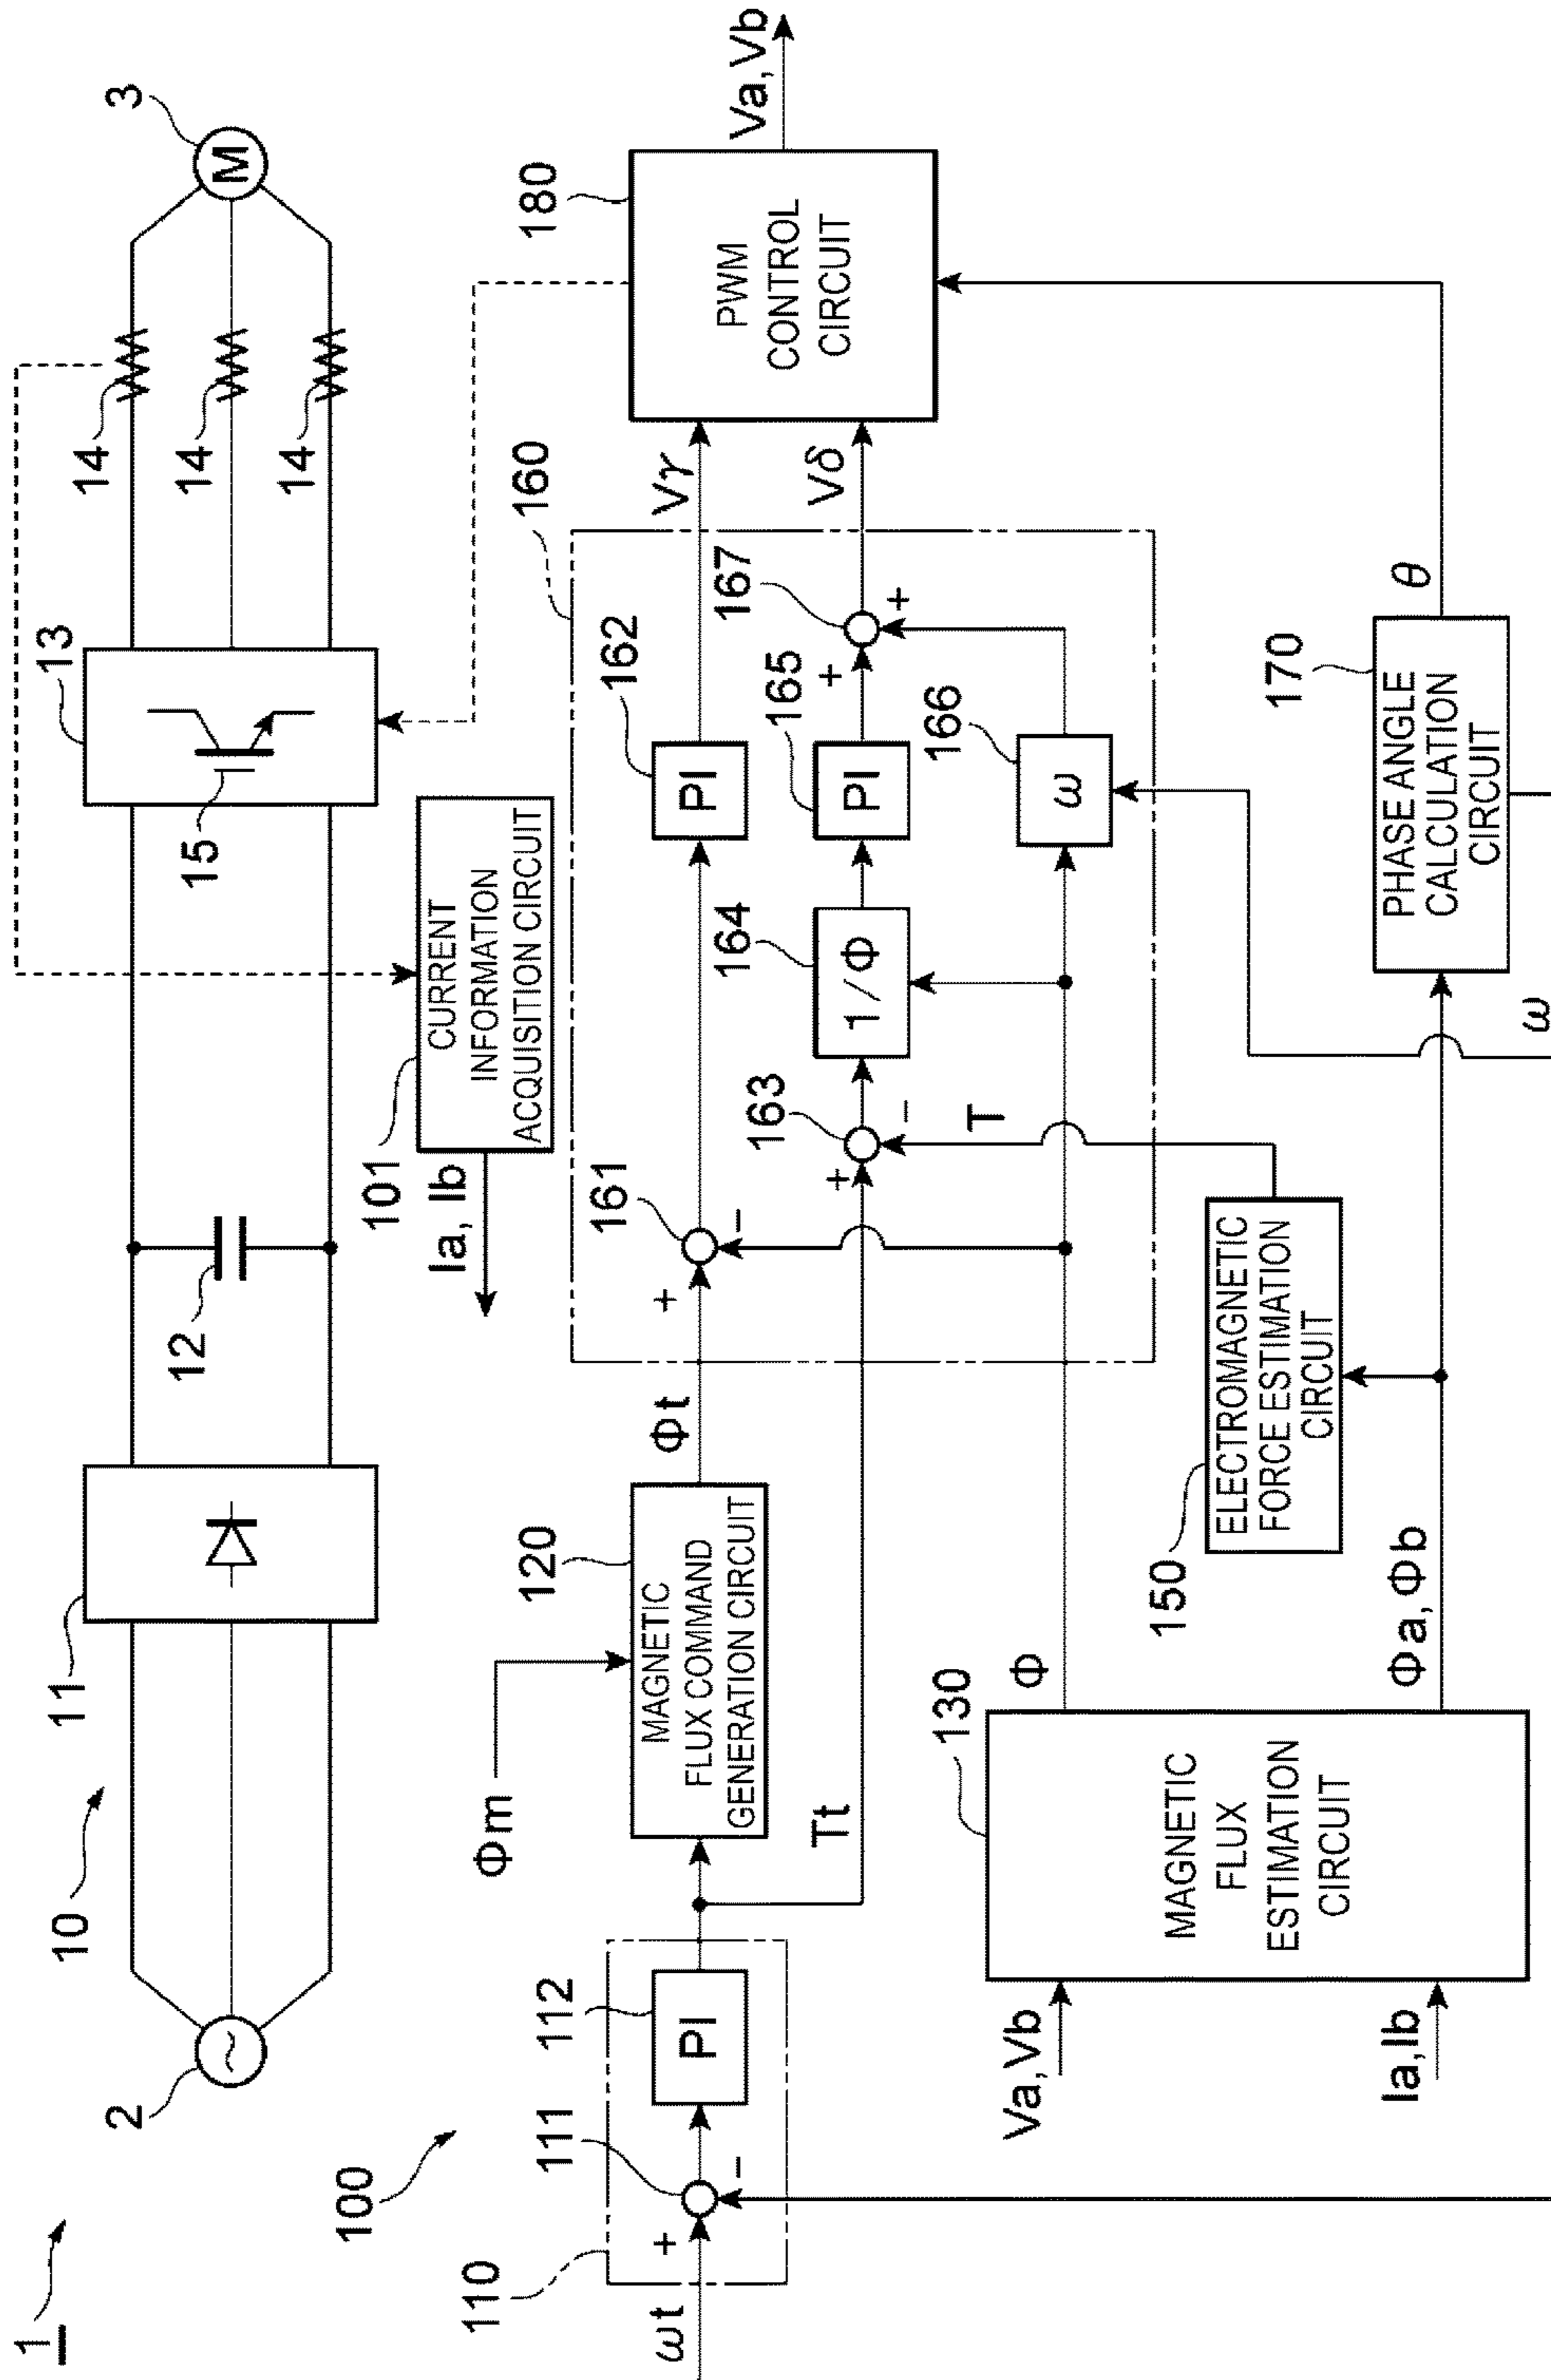 1
10
2
11
12
13
15
14
14
14
3
M
~
100
101
CURRENT
INFORMATION
ACQUISITION CIRCUIT
Ia, Ib
110
111
112
PI
ωt
+
-
Φm
120
MAGNETIC
FLUX COMMAND
GENERATION CIRCUIT
Φt
Tt
160
161
+
-
162
PI
163
+
-
T
164
1/Φ
165
PI
166
ω
167
+
+
Vγ
Vδ
180
PWM
CONTROL
CIRCUIT
Va,Vb
130
MAGNETIC
FLUX
ESTIMATION
CIRCUIT
Va,Vb
Ia,Ib
Φ
Φa,Φb
150
ELECTROMAGNETIC
FORCE ESTIMATION
CIRCUIT
170
PHASE ANGLE
CALCULATION
CIRCUIT
θ
ω